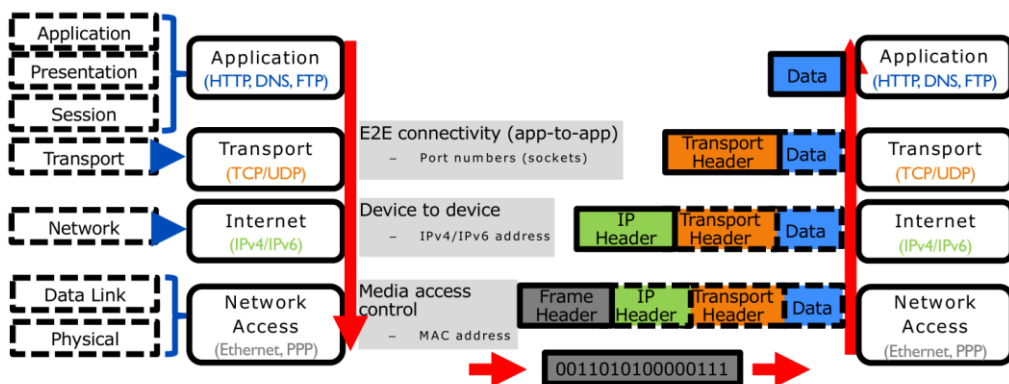 Application
Presentation
Session
Transport
Network
Data Link
Physical
Application
(HTTP, DNS, FTP)
Transport
(TCP/UDP)
Internet
(IPv4/IPv6)
Network
Access
(Ethernet, PPP)
E2E connectivity (app-to-app)
– Port numbers (sockets)
Device to device
– IPv4/IPv6 address
Media access
control
– MAC address
Data
Transport
Header
Data
IP
Header
Transport
Header
Data
Frame
Header
IP
Header
Transport
Header
Data
0011010100000111
Application
(HTTP, DNS, FTP)
Transport
(TCP/UDP)
Internet
(IPv4/IPv6)
Network
Access
(Ethernet, PPP)